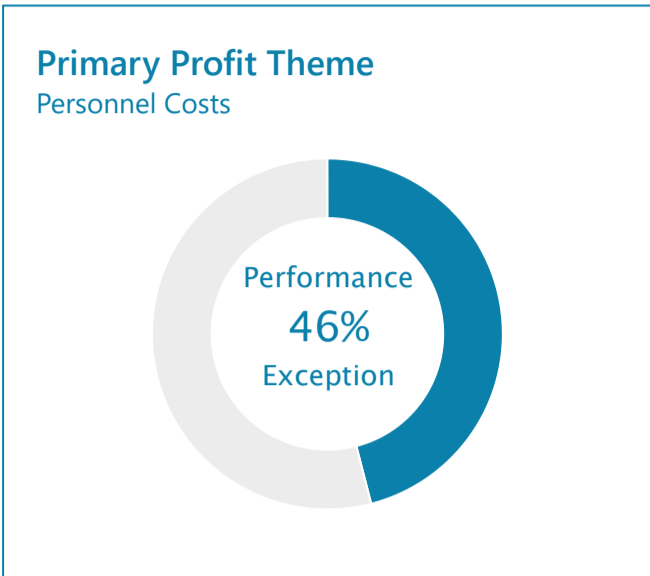 Primary Profit Theme
Personnel Costs
Performance
46%
Exception